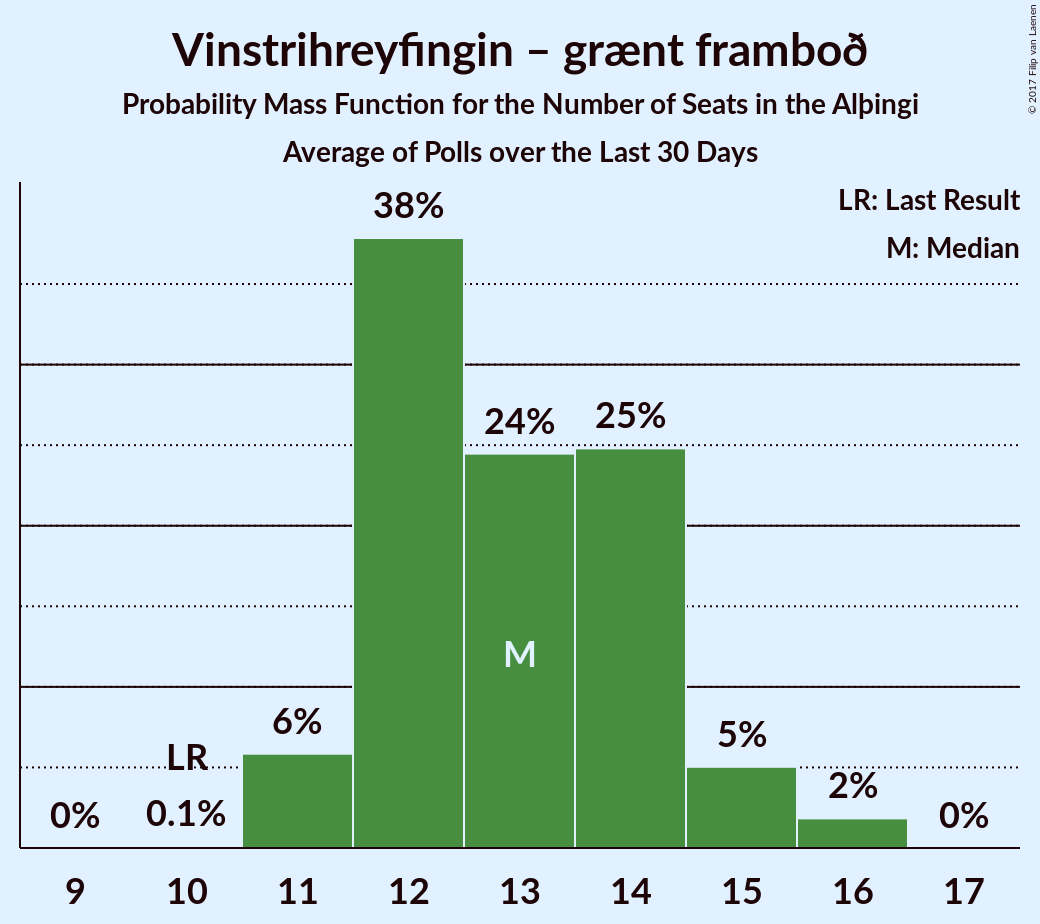 Vinstrihreyfingin – grænt framboð
Probability Mass Function for the Number of Seats in the Alþingi
Average of Polls over the Last 30 Days
© 2017 Filip van Laenen
LR: Last Result
M: Median
38%
24%
25%
M
6%
5%
LR
2%
0%
0.1%
0%
9 10 11 12 13 14 15 16 17